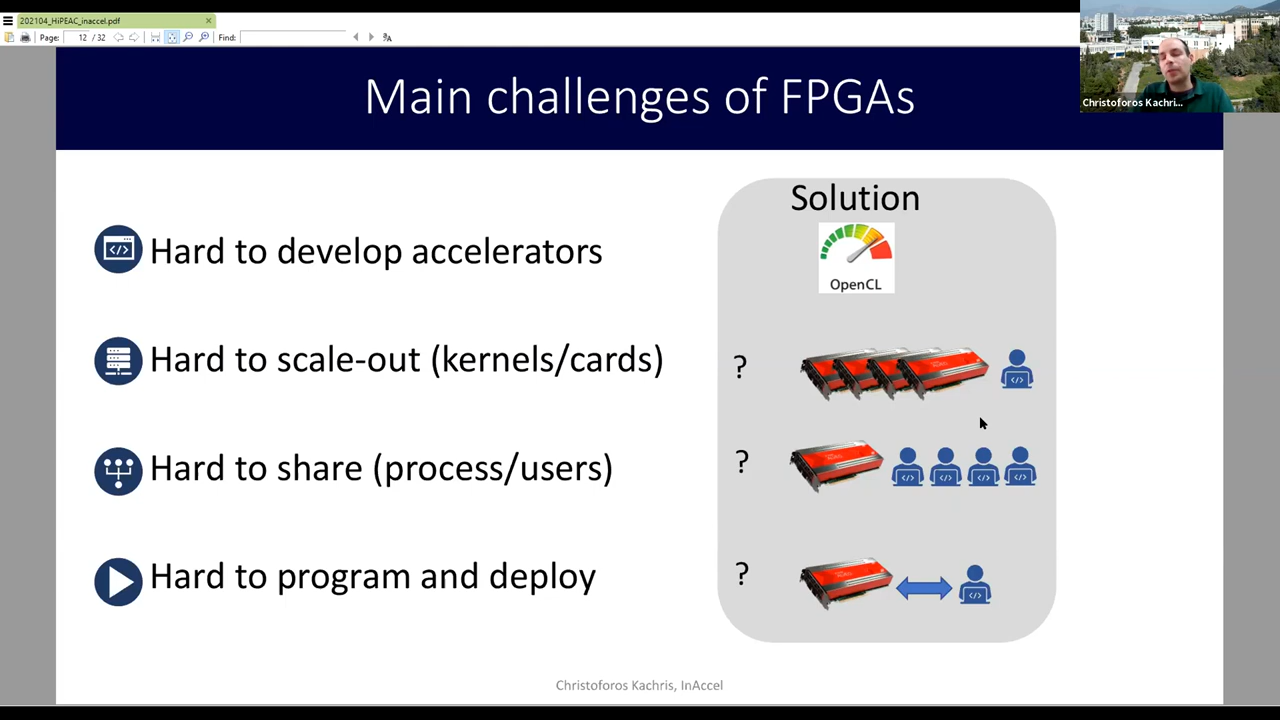 202104_HiPEAC_inaccel.pdf
Page: 12 / 32 Find:
Christoforos Kachri...
Main challenges of FPGAs
Solution
Hard to develop accelerators
OpenCL
Hard to scale-out (kernels/cards)
?
Hard to share (process/users)
?
Hard to program and deploy
?
Christoforos Kachris, InAccel